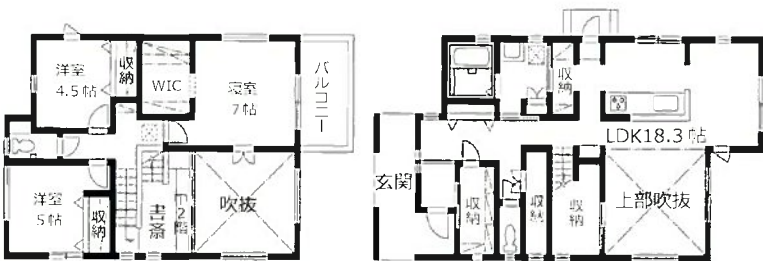 洋室
4.5帖
収納
WIC
寝室
7帖
バルコニー
洋室
5帖
収納
書斎
2階
吹抜
収納
LDK18.3帖
玄関
収納
収納
収納
上部吹抜